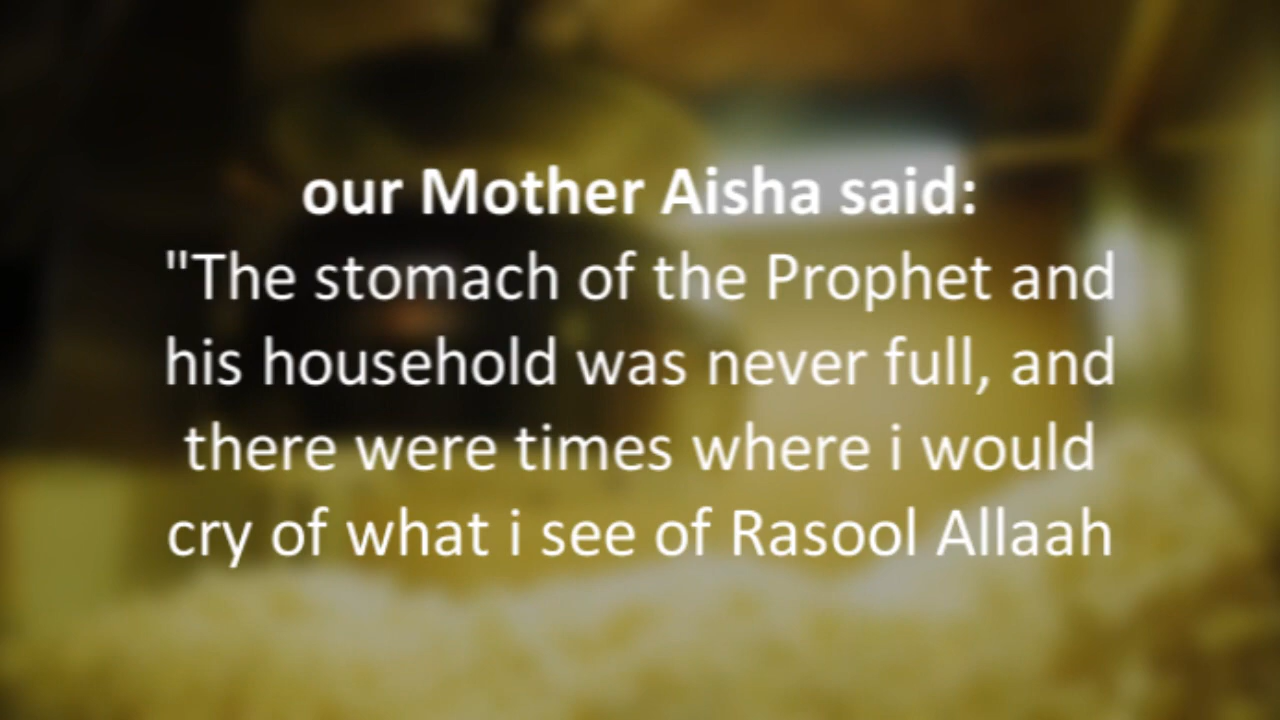 our Mother Aisha said:
"The stomach of the Prophet and
his household was never full, and
there were times where i would
cry of what i see of Rasool Allaah